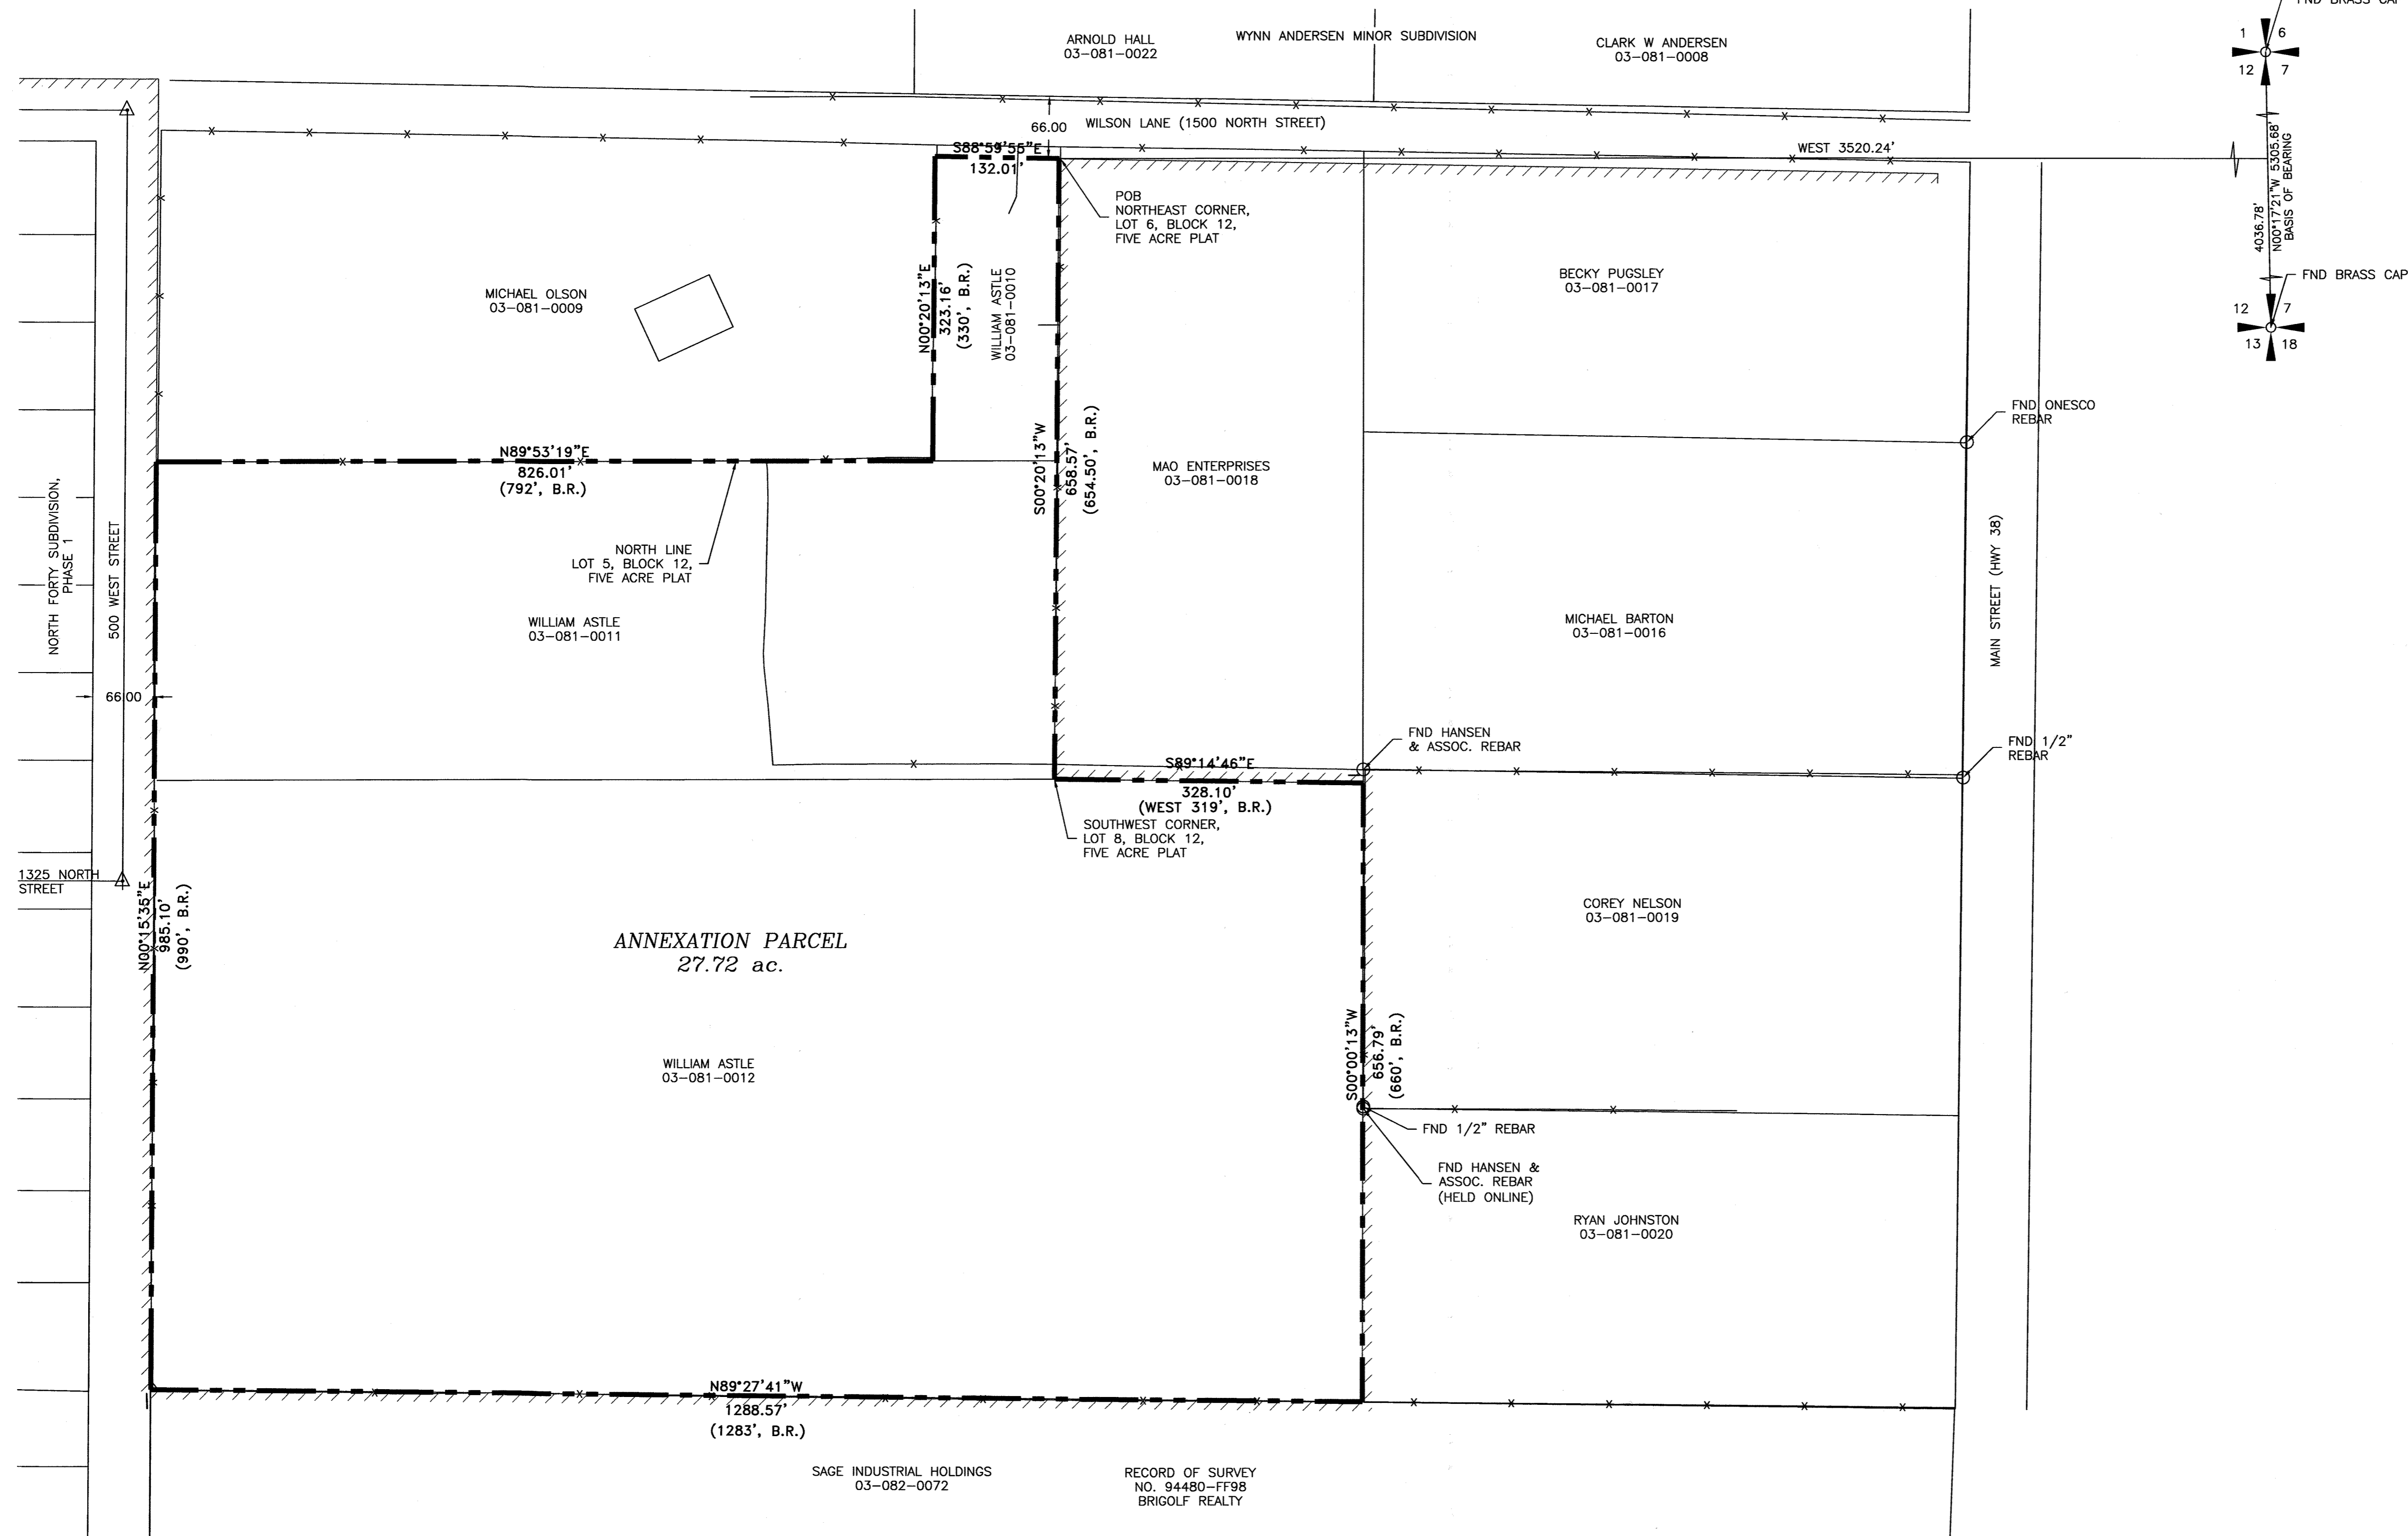 FND BRASS CAP
ARNOLD HALL
03-081-0022
WYNN ANDERSEN MINOR SUBDIVISION
CLARK W ANDERSEN
03-081-0008
1 6
12 7
66.00
WILSON LANE (1500 NORTH STREET)
S88°59'55"E
132.01'
WEST 3520.24'
4036.78'
N00°17'21"W 5305.68'
BASIS OF BEARING
POB
NORTHEAST CORNER,
LOT 6, BLOCK 12,
FIVE ACRE PLAT
MICHAEL OLSON
03-081-0009
N00°20'13"E
323.16'
(330', B.R.)
WILLIAM ASTLE
03-081-0010
BECKY PUGSLEY
03-081-0017
FND BRASS CAP
12 7
13 18
FND ONESCO
REBAR
N89°53'19"E
826.01'
(792', B.R.)
S00°20'13"W
658.57'
(654.50', B.R.)
MAO ENTERPRISES
03-081-0018
NORTH FORTY SUBDIVISION,
PHASE 1
500 WEST STREET
NORTH LINE
LOT 5, BLOCK 12,
FIVE ACRE PLAT
MAIN STREET (HWY 38)
WILLIAM ASTLE
03-081-0011
MICHAEL BARTON
03-081-0016
66.00
FND HANSEN
& ASSOC. REBAR
FND 1/2"
REBAR
S89°14'46"E
328.10'
(WEST 319', B.R.)
SOUTHWEST CORNER,
LOT 8, BLOCK 12,
FIVE ACRE PLAT
1325 NORTH
STREET
N00°15'35"E
985.10'
(990', B.R.)
COREY NELSON
03-081-0019
ANNEXATION PARCEL
27.72 ac.
WILLIAM ASTLE
03-081-0012
S00°00'13"W
656.79'
(660', B.R.)
FND 1/2" REBAR
FND HANSEN &
ASSOC. REBAR
(HELD ONLINE)
RYAN JOHNSTON
03-081-0020
N89°27'41"W
1288.57'
(1283', B.R.)
SAGE INDUSTRIAL HOLDINGS
03-082-0072
RECORD OF SURVEY
NO. 94480-FF98
BRIGOLF REALTY